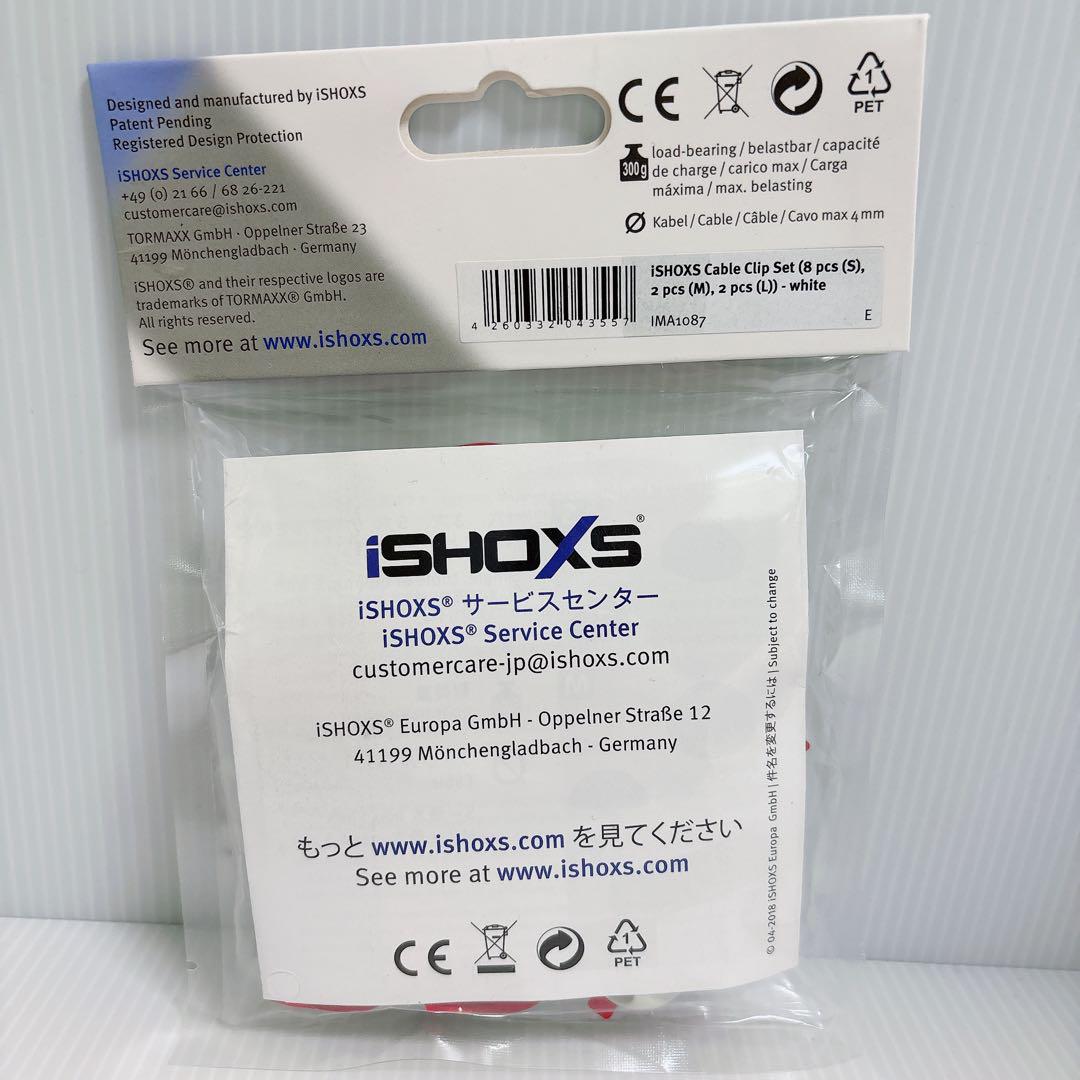 Designed and manufactured by iSHOXS
Patent Pending
Registered Design Protection
iSHOXS Service Center
+49 (0) 21 66 / 68 26-221
customercare@ishoxs.com
TORMAXX GmbH · Oppelner Straße 23
41199 Mönchengladbach · Germany
iSHOXS® and their respective logos are
trademarks of TORMAXX® GmbH.
All rights reserved.
See more at www.ishoxs.com
CE
1
PET
300g
load-bearing / belastbar / capacité
de charge / carico max / Carga
máxima / max. belasting
Kabel / Cable / Câble / Cavo max 4 mm
4 260332 043557
iSHOXS Cable Clip Set (8 pcs (S),
2 pcs (M), 2 pcs (L)) - white
IMA1087 E
iSHOXS®
iSHOXS® サービスセンター
iSHOXS® Service Center
customercare-jp@ishoxs.com
iSHOXS® Europa GmbH - Oppelner Straße 12
41199 Mönchengladbach - Germany
もっと www.ishoxs.com を見てください
See more at www.ishoxs.com
CE
1
PET
© 04-2018 iSHOXS Europa GmbH | 件名を変更するには | Subject to change